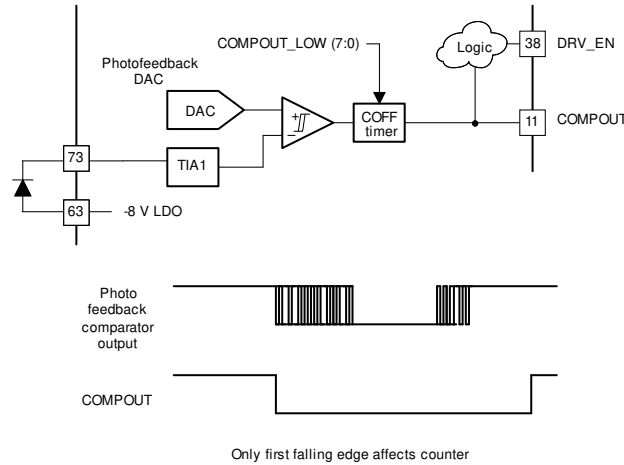 COMPOUT_LOW (7:0)
Logic
38
DRV_EN
Photofeedback
DAC
DAC
+
−
COFF
timer
11
COMPOUT
73
TIA1
63
-8 V LDO
Photo
feedback
comparator
output
COMPOUT
Only first falling edge affects counter